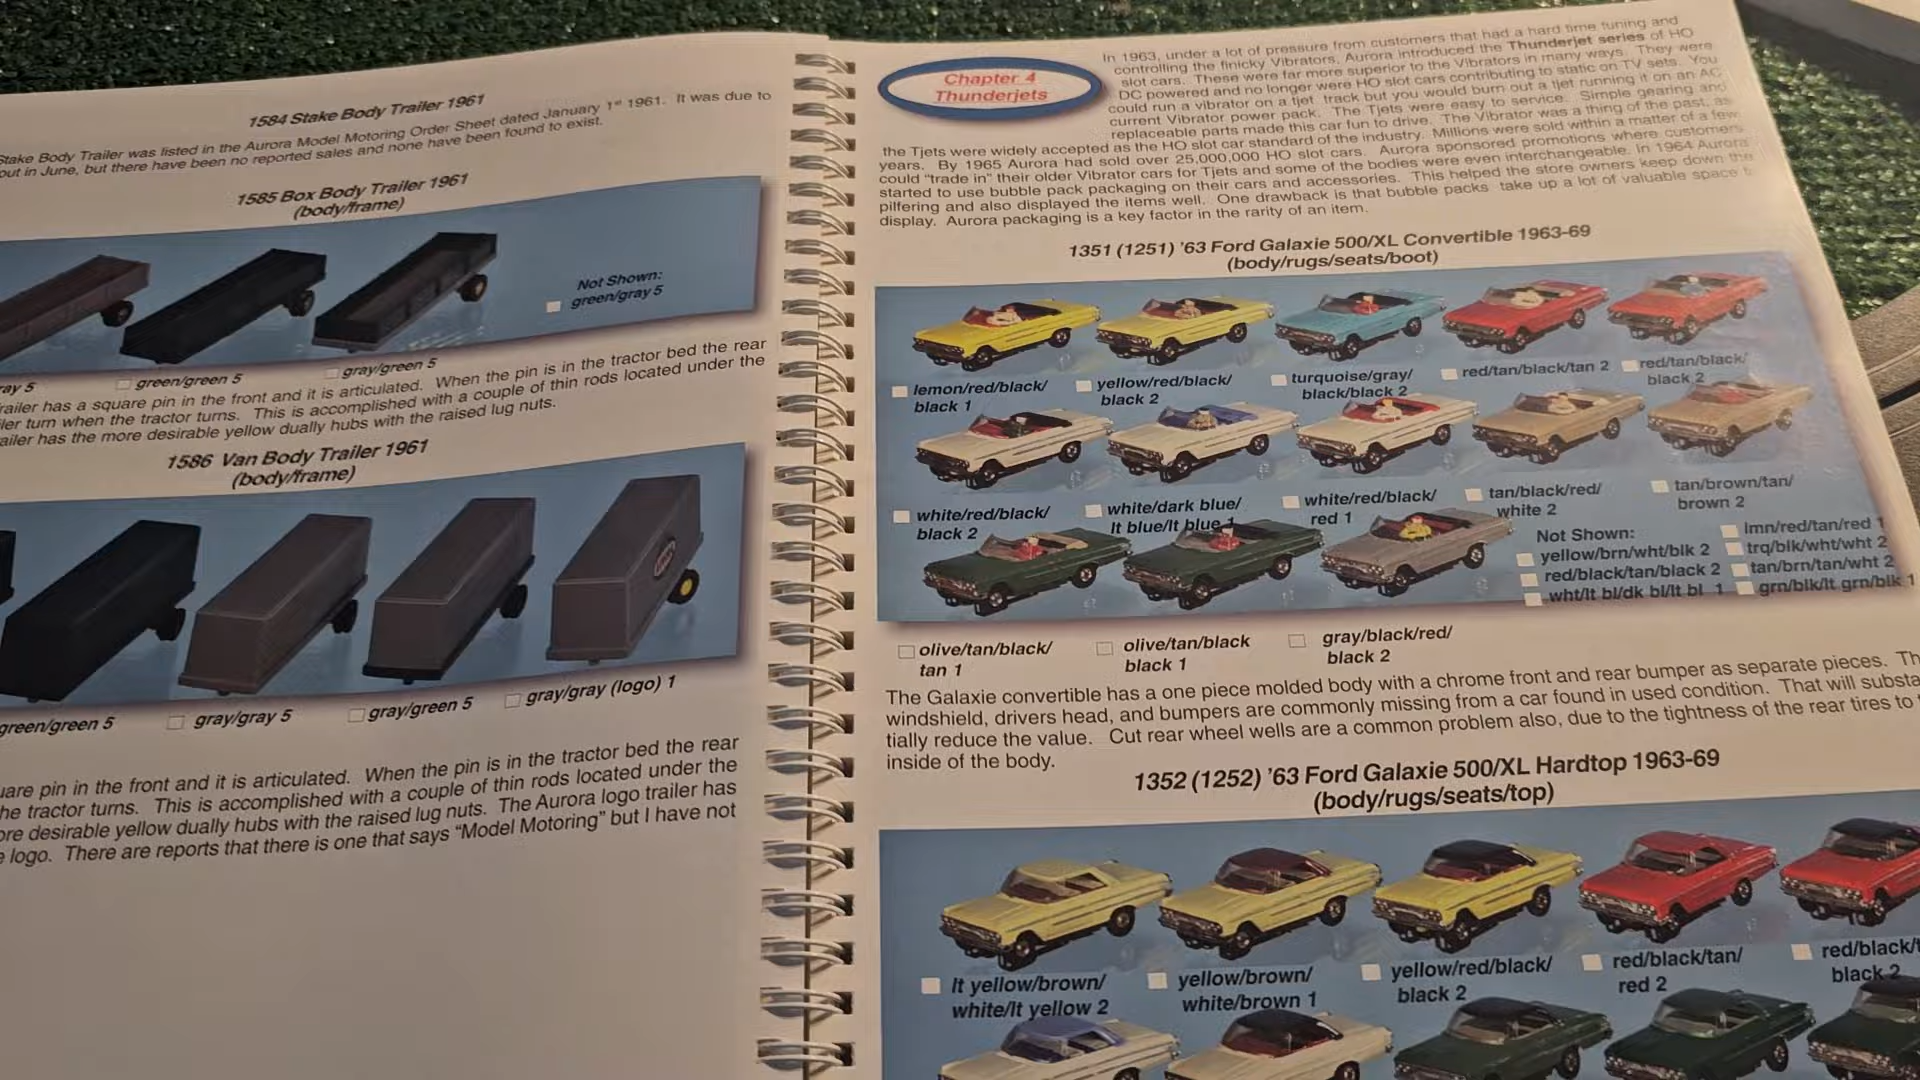 1584 Stake Body Trailer 1961
Stake Body Trailer was listed in the Aurora Model Motoring Order Sheet dated January 1st 1961. It was due to
out in June, but there have been no reported sales and none have been found to exist.
1585 Box Body Trailer 1961
(body/frame)
Not Shown:
green/gray 5
ray 5
green/green 5
gray/green 5
railer has a square pin in the front and it is articulated. When the pin is in the tractor bed the rear
ler turn when the tractor turns. This is accomplished with a couple of thin rods located under the
ailer has the more desirable yellow dually hubs with the raised lug nuts.
1586 Van Body Trailer 1961
(body/frame)
green/green 5
gray/gray 5
gray/green 5
gray/gray (logo) 1
uare pin in the front and it is articulated. When the pin is in the tractor bed the rear
he tractor turns. This is accomplished with a couple of thin rods located under the
ore desirable yellow dually hubs with the raised lug nuts. The Aurora logo trailer has
e logo. There are reports that there is one that says "Model Motoring" but I have not
Chapter 4
Thunderjets
In 1963, under a lot of pressure from customers that had a hard time tuning and
controlling the finicky Vibrators, Aurora introduced the Thunderjet series of HO
slot cars. These were far more superior to the Vibrators in many ways. They were
DC powered and no longer were HO slot cars contributing to static on TV sets. You
could run a vibrator on a tjet track but you would burn out a tjet running it on an AC
current Vibrator power pack. The Tjets were easy to service. Simple gearing and
replaceable parts made this car fun to drive. The Vibrator was a thing of the past, as
the Tjets were widely accepted as the HO slot car standard of the industry. Millions were sold within a matter of a few
years. By 1965 Aurora had sold over 25,000,000 HO slot cars. Aurora sponsored promotions where customers
could "trade in" their older Vibrator cars for Tjets and some of the bodies were even interchangeable. In 1964 Aurora
started to use bubble pack packaging on their cars and accessories. This helped the store owners keep down the
pilfering and also displayed the items well. One drawback is that bubble packs take up a lot of valuable space
display. Aurora packaging is a key factor in the rarity of an item.
1351 (1251) '63 Ford Galaxie 500/XL Convertible 1963-69
(body/rugs/seats/boot)
lemon/red/black/
black 1
yellow/red/black/
black 2
turquoise/gray/
black/black 2
red/tan/black/tan 2
red/tan/black/
black 2
white/red/black/
black 2
white/dark blue/
lt blue/lt blue 1
white/red/black/
red 1
tan/black/red/
white 2
tan/brown/tan/
brown 2
Not Shown:
yellow/brn/wht/blk 2
red/black/tan/black 2
wht/lt bl/dk bl/lt bl 1
lmn/red/tan/red 1
trq/blk/wht/wht 2
tan/brn/tan/wht 2
grn/blk/lt grn/blk 1
olive/tan/black/
tan 1
olive/tan/black
black 1
gray/black/red/
black 2
The Galaxie convertible has a one piece molded body with a chrome front and rear bumper as separate pieces. Th
windshield, drivers head, and bumpers are commonly missing from a car found in used condition. That will substa
tially reduce the value. Cut rear wheel wells are a common problem also, due to the tightness of the rear tires to
inside of the body.
1352 (1252) '63 Ford Galaxie 500/XL Hardtop 1963-69
(body/rugs/seats/top)
lt yellow/brown/
white/lt yellow 2
yellow/brown/
white/brown 1
yellow/red/black/
black 2
red/black/tan/
red 2
red/black/
black 2